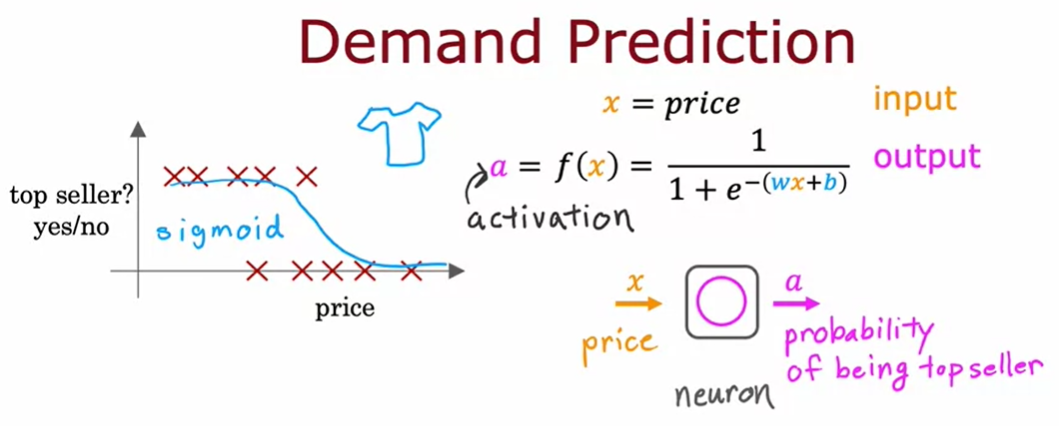 Demand Prediction
x = price
input
a = f(x) = 1 / (1 + e^{-(wx+b)})
output
activation
top seller?
yes/no
sigmoid
price
x
price
neuron
a
probability
of being top seller